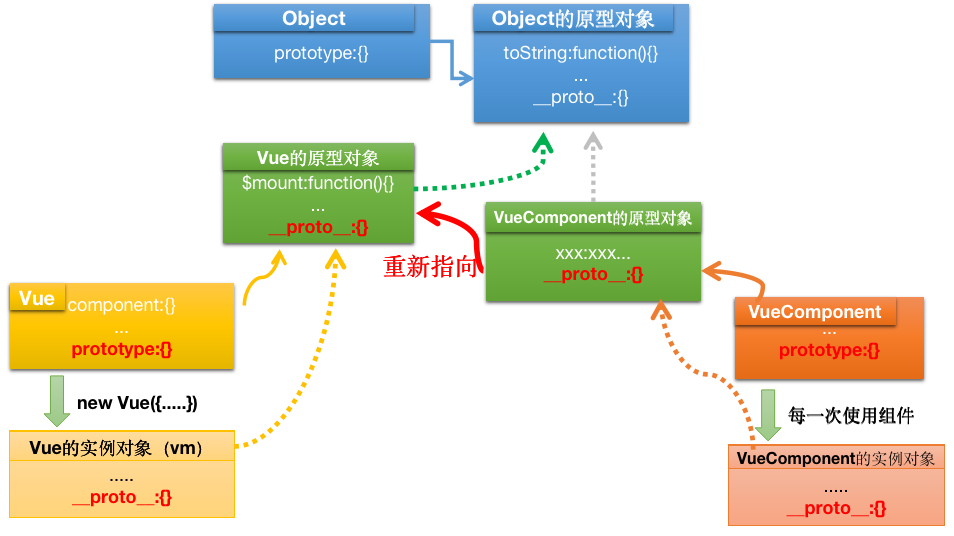 Object
prototype:{}
Object的原型对象
toString:function(){}
...
__proto__:{}
Vue的原型对象
$mount:function(){}
...
__proto__:{}
重新指向
VueComponent的原型对象
xxx:xxx...
__proto__:{}
Vue
component:{}
...
prototype:{}
VueComponent
...
prototype:{}
new Vue({.....})
每一次使用组件
Vue的实例对象（vm）
.....
__proto__:{}
VueComponent的实例对象
.....
__proto__:{}